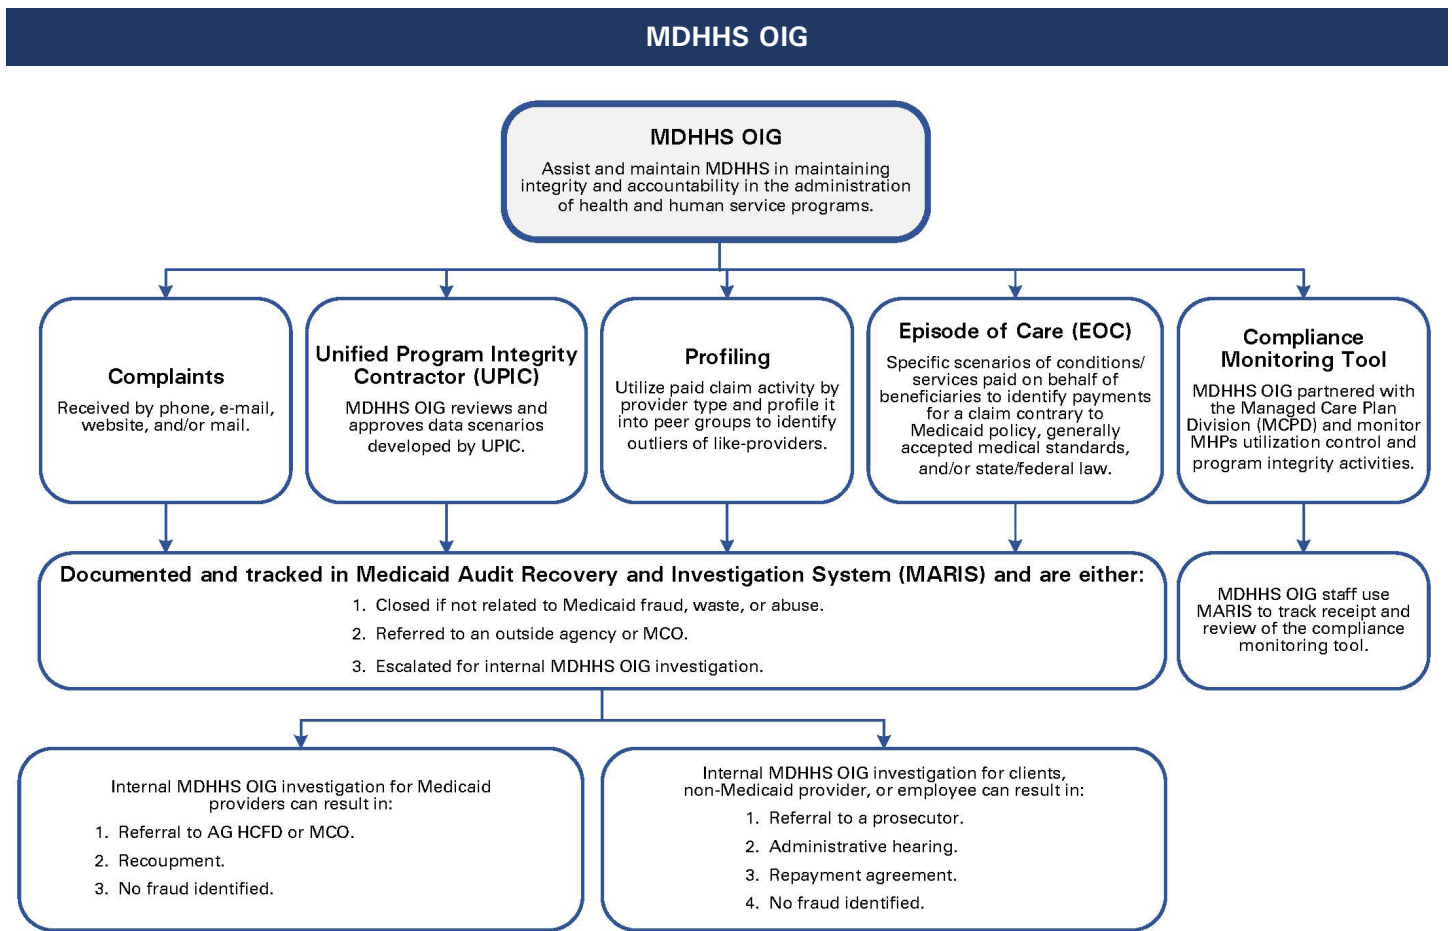 MDHHS OIG
MDHHS OIG
Assist and maintain MDHHS in maintaining
integrity and accountability in the administration
of health and human service programs.
Complaints
Received by phone, e-mail,
website, and/or mail.
Unified Program Integrity
Contractor (UPIC)
MDHHS OIG reviews and
approves data scenarios
developed by UPIC.
Profiling
Utilize paid claim activity by
provider type and profile it
into peer groups to identify
outliers of like-providers.
Episode of Care (EOC)
Specific scenarios of conditions/
services paid on behalf of
beneficiaries to identify payments
for a claim contrary to
Medicaid policy, generally
accepted medical standards,
and/or state/federal law.
Compliance
Monitoring Tool
MDHHS OIG partnered with
the Managed Care Plan
Division (MCPD) and monitor
MHPs utilization control and
program integrity activities.
Documented and tracked in Medicaid Audit Recovery and Investigation System (MARIS) and are either:
1. Closed if not related to Medicaid fraud, waste, or abuse.
2. Referred to an outside agency or MCO.
3. Escalated for internal MDHHS OIG investigation.
MDHHS OIG staff use
MARIS to track receipt and
review of the compliance
monitoring tool.
Internal MDHHS OIG investigation for Medicaid
providers can result in:
1. Referral to AG HCFD or MCO.
2. Recoupment.
3. No fraud identified.
Internal MDHHS OIG investigation for clients,
non-Medicaid provider, or employee can result in:
1. Referral to a prosecutor.
2. Administrative hearing.
3. Repayment agreement.
4. No fraud identified.